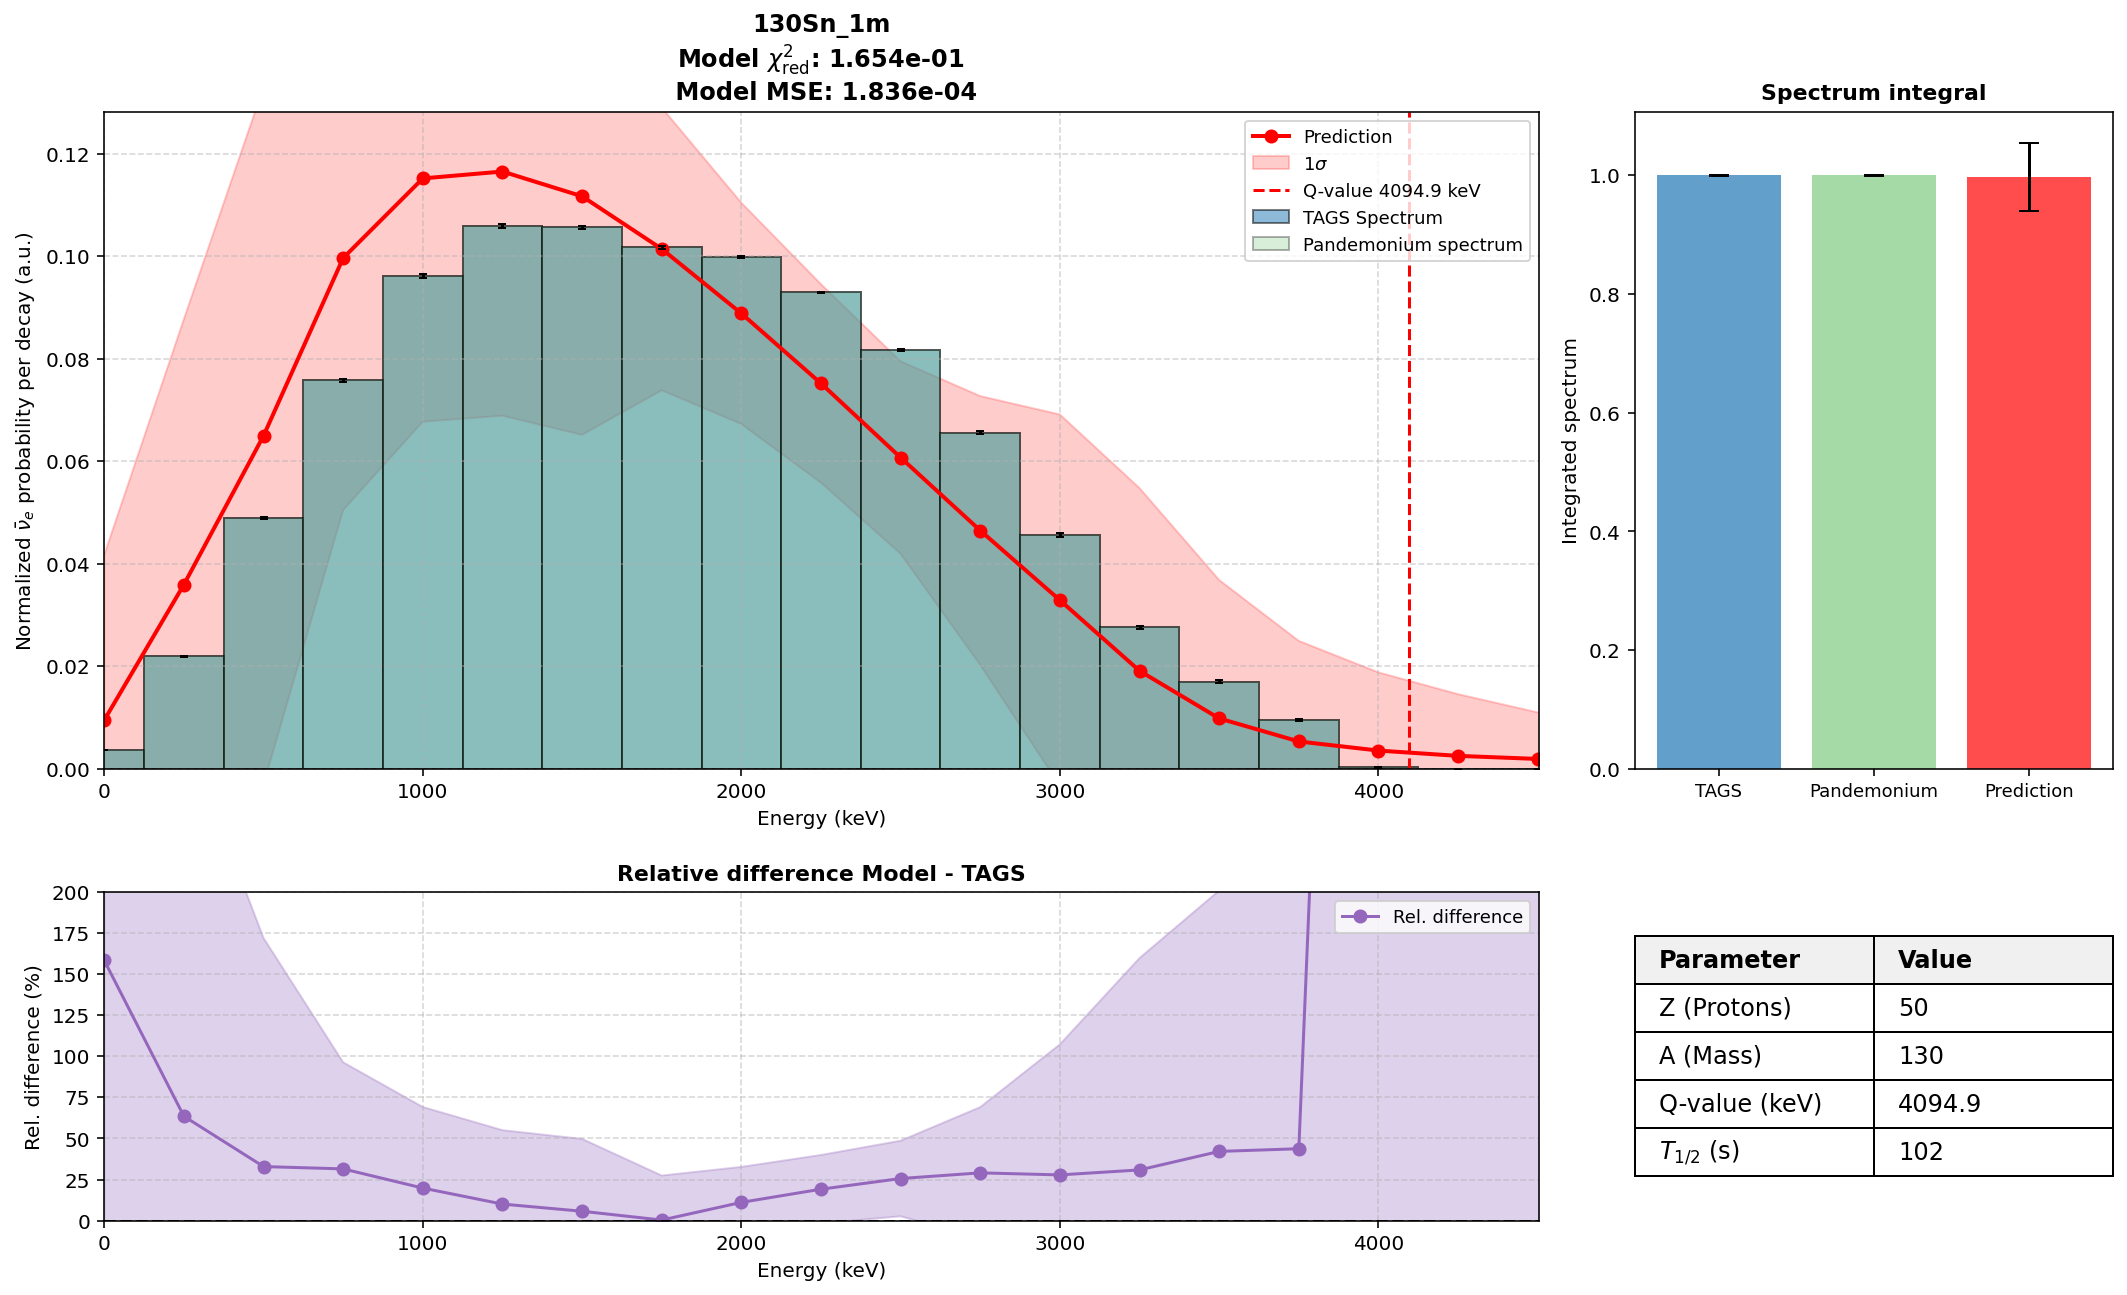 130Sn_1m
Model χ²red: 1.654e-01
Model MSE: 1.836e-04
Normalized ν̄e probability per decay (a.u.)
0.12
0.10
0.08
0.06
0.04
0.02
0.00
0 1000 2000 3000 4000
Energy (keV)
Prediction
1σ
Q-value 4094.9 keV
TAGS Spectrum
Pandemonium spectrum
Spectrum integral
Integrated spectrum
1.0
0.8
0.6
0.4
0.2
0.0
TAGS Pandemonium Prediction
Relative difference Model - TAGS
Rel. difference (%)
200
175
150
125
100
75
50
25
0
0 1000 2000 3000 4000
Energy (keV)
Rel. difference
Parameter Value
Z (Protons) 50
A (Mass) 130
Q-value (keV) 4094.9
T1/2 (s) 102